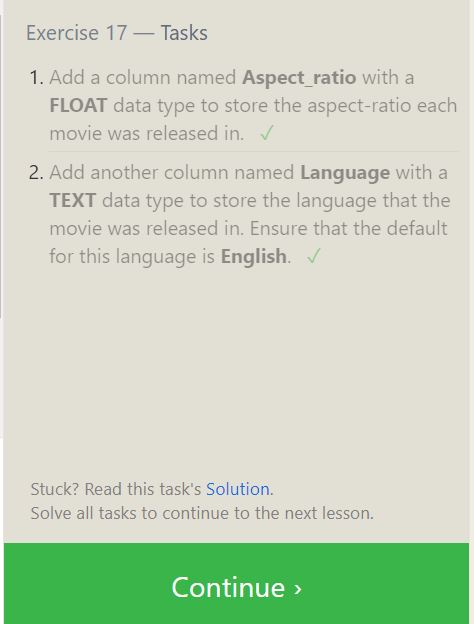 Exercise 17 — Tasks
1. Add a column named Aspect_ratio with a
FLOAT data type to store the aspect-ratio each
movie was released in. ✓
2. Add another column named Language with a
TEXT data type to store the language that the
movie was released in. Ensure that the default
for this language is English. ✓
Stuck? Read this task's Solution.
Solve all tasks to continue to the next lesson.
Continue ›